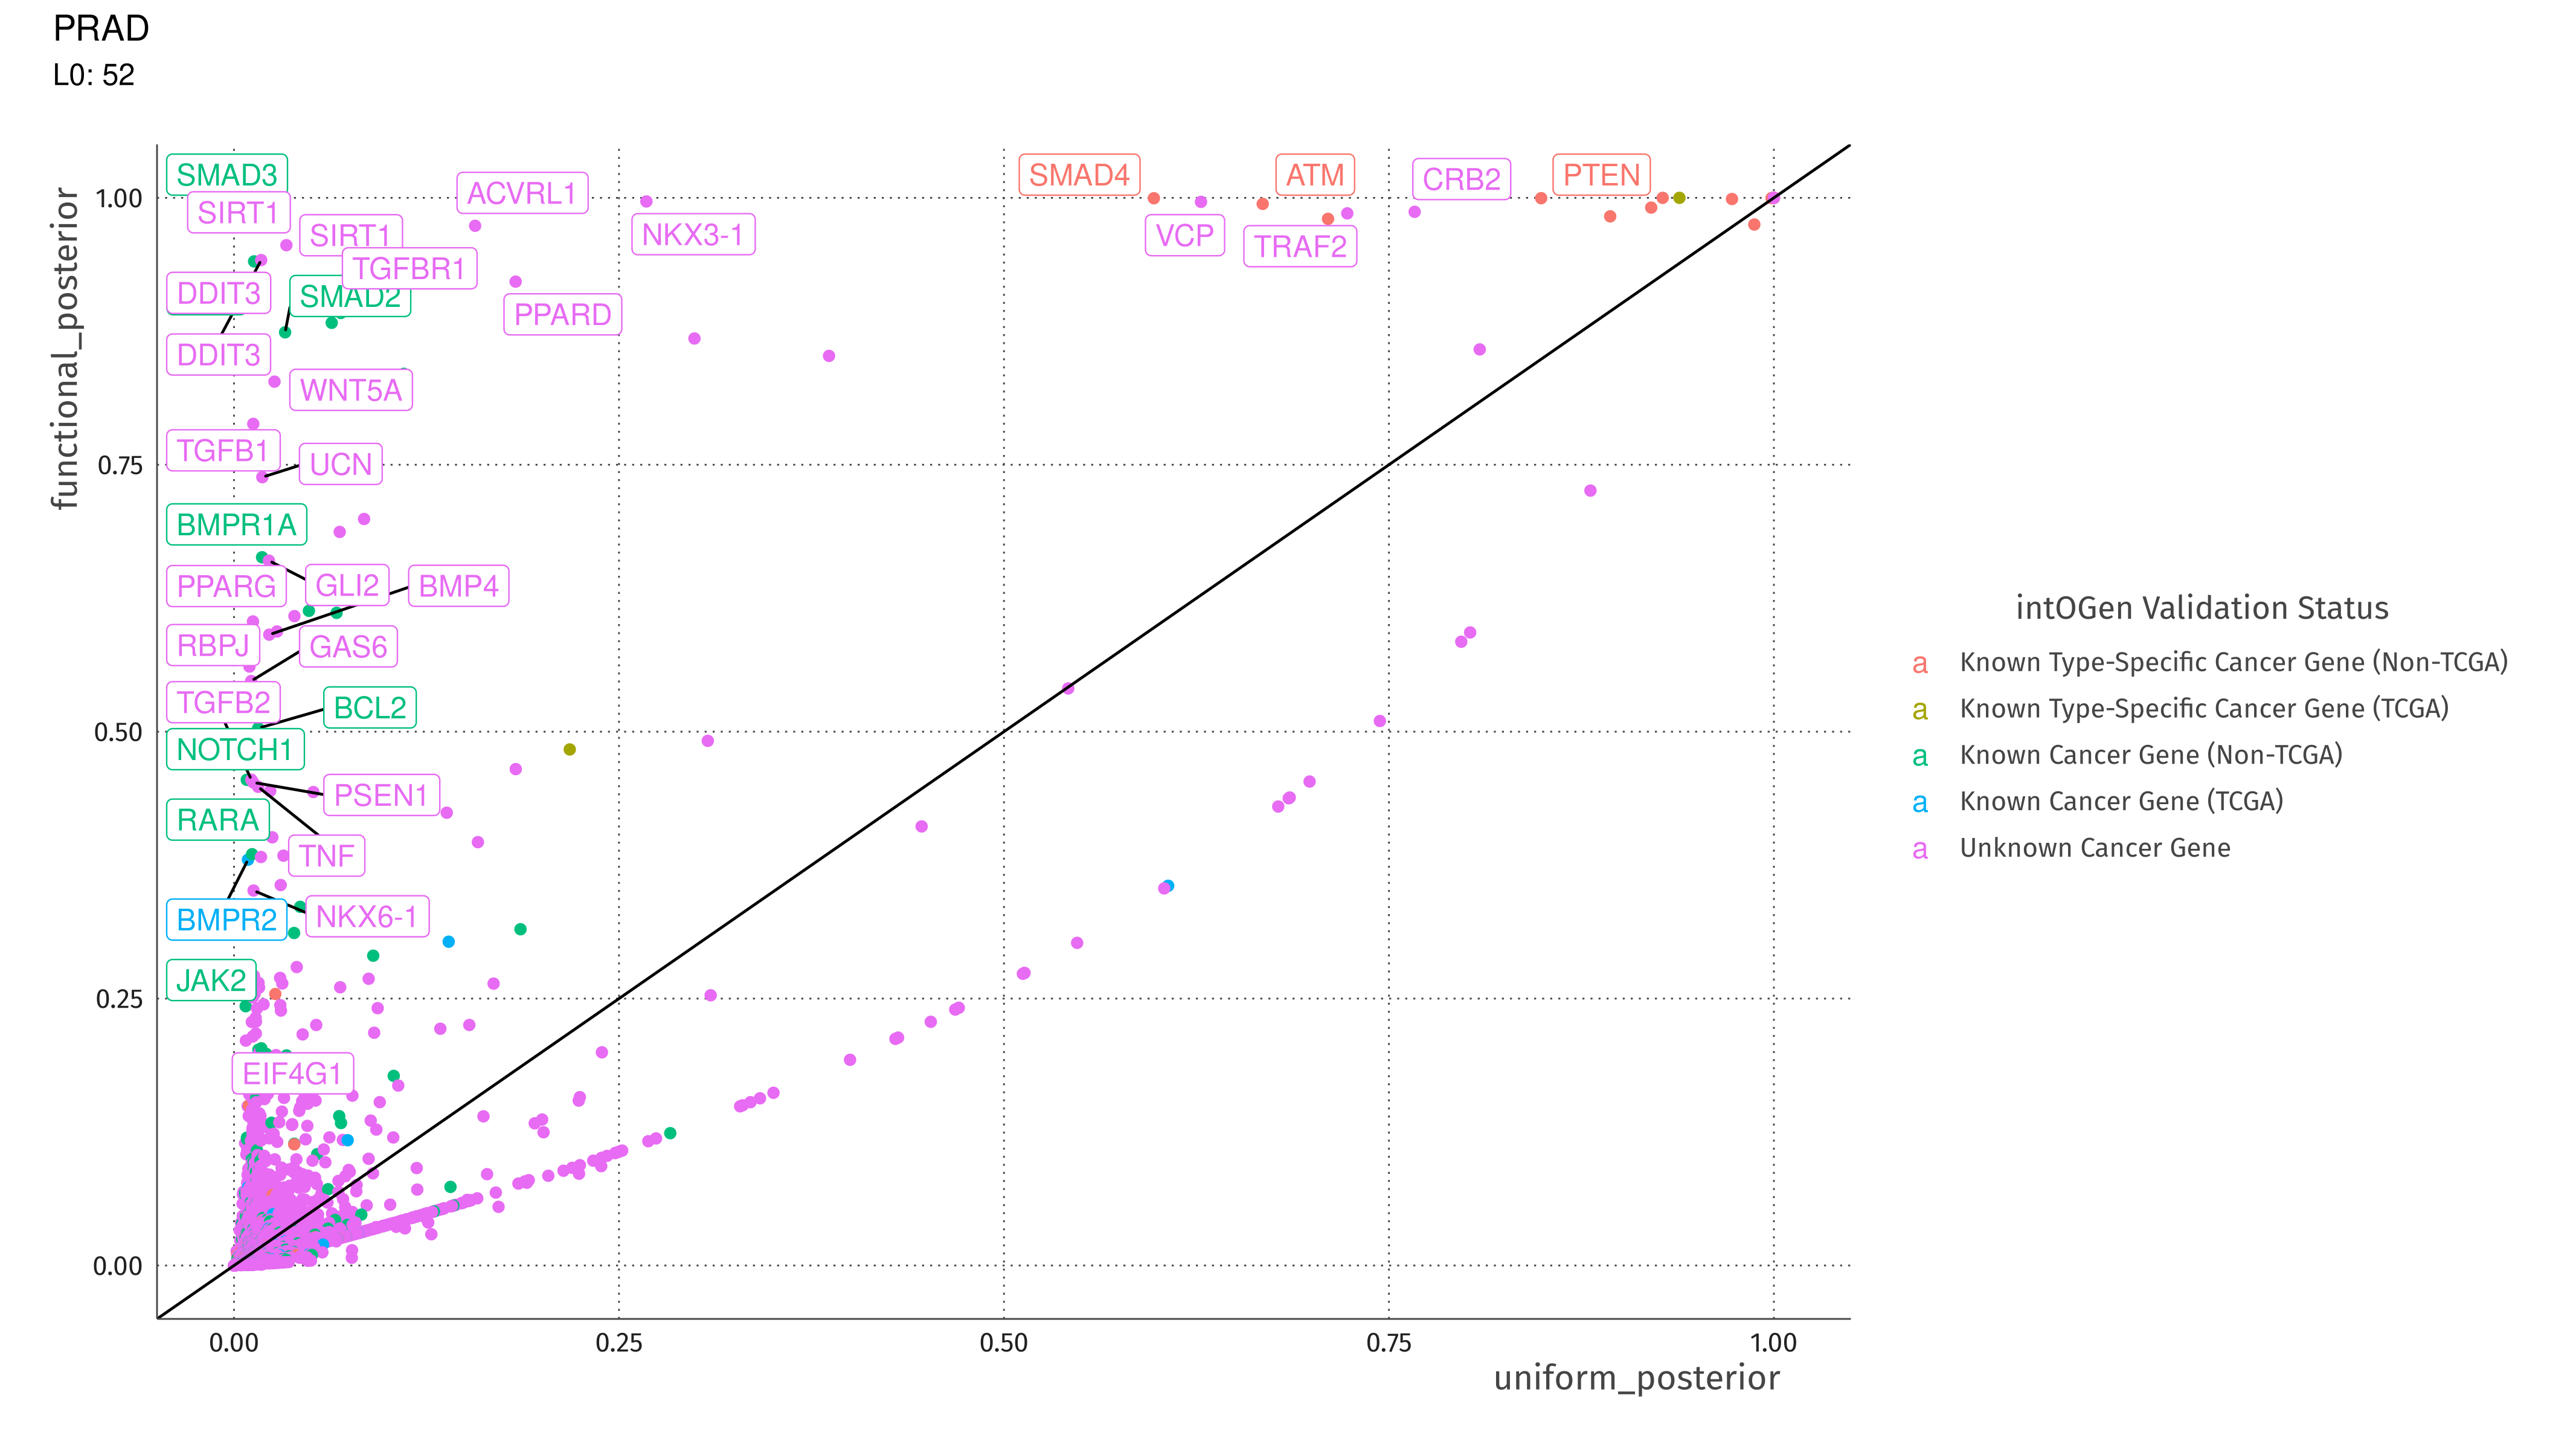 PRAD
L0: 52
functional_posterior
1.00
0.75
0.50
0.25
0.00
SMAD3
SIRT1
SIRT1
ACVRL1
TGFBR1
NKX3-1
SMAD4
ATM
CRB2
PTEN
VCP
TRAF2
DDIT3
SMAD2
PPARD
DDIT3
WNT5A
TGFB1
UCN
BMPR1A
PPARG
GLI2
BMP4
RBPJ
GAS6
TGFB2
BCL2
NOTCH1
PSEN1
RARA
TNF
BMPR2
NKX6-1
JAK2
EIF4G1
0.00
0.25
0.50
0.75
1.00
uniform_posterior
intOGen Validation Status
a Known Type-Specific Cancer Gene (Non-TCGA)
a Known Type-Specific Cancer Gene (TCGA)
a Known Cancer Gene (Non-TCGA)
a Known Cancer Gene (TCGA)
a Unknown Cancer Gene